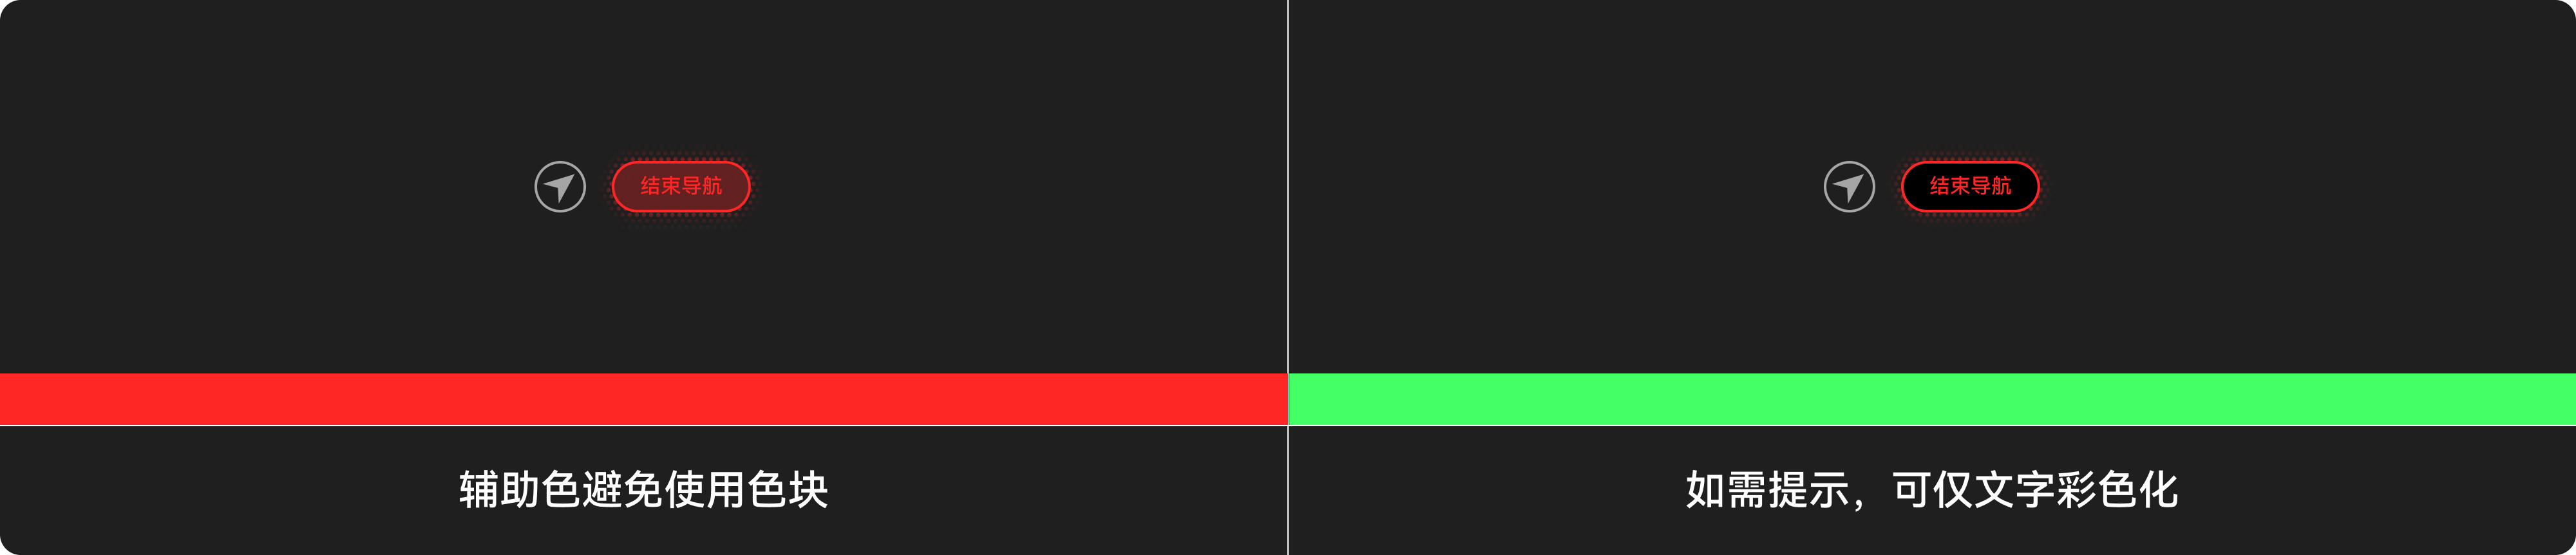 结束导航
结束导航
辅助色避免使用色块
如需提示，可仅文字彩色化